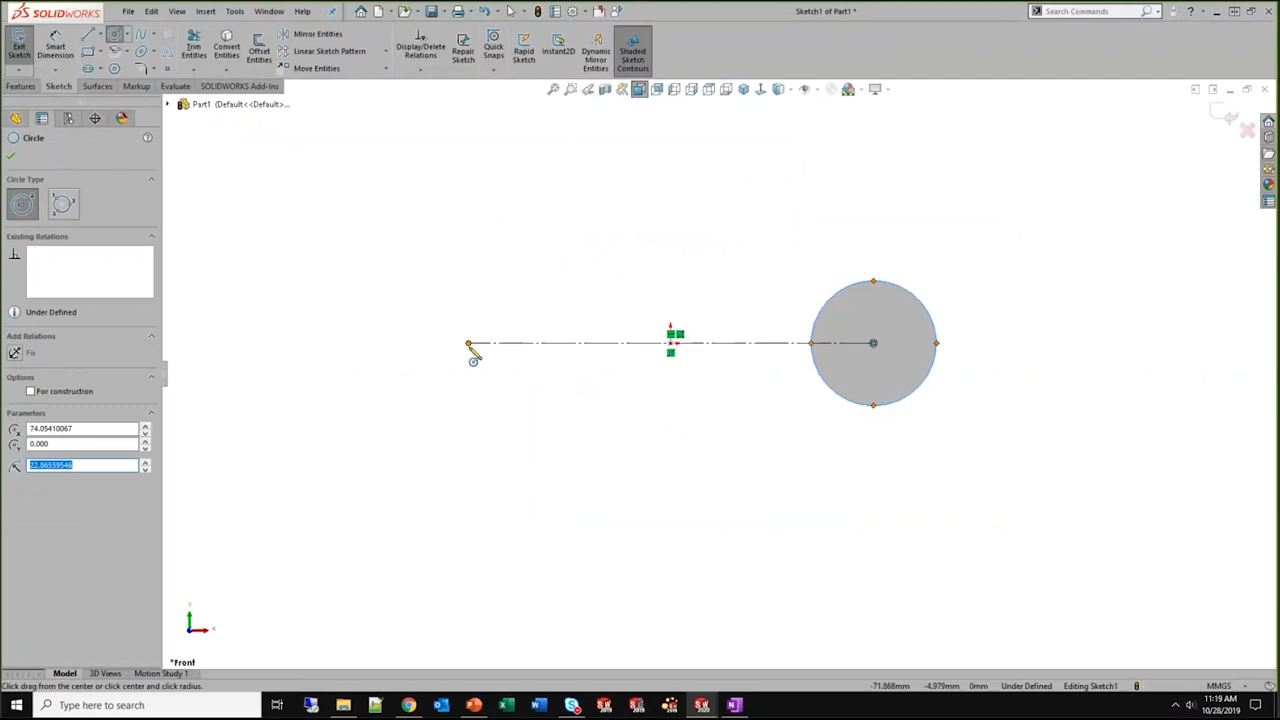 SOLIDWORKS File Edit View Insert Tools Window Help Sketch1 of Part1 * Search Commands
Exit Sketch Smart Dimension Trim Entities Convert Entities Offset Entities Mirror Entities Linear Sketch Pattern Move Entities Display/Delete Relations Repair Sketch Quick Snaps Rapid Sketch Instant2D Dynamic Mirror Entities Shaded Sketch Contours
Features Sketch Surfaces Markup Evaluate SOLIDWORKS Add-Ins
Part1 (Default<<Default>...
Circle
Circle Type
Existing Relations
Under Defined
Add Relations
Fix
Options
For construction
Parameters
74.05410067
0.000
22.86559546
*Front
Model 3D Views Motion Study 1
Click drag from the center or click center and click radius. -71.868mm -4.979mm 0mm Under Defined Editing Sketch1 MMGS
Type here to search 11:19 AM
10/28/2019